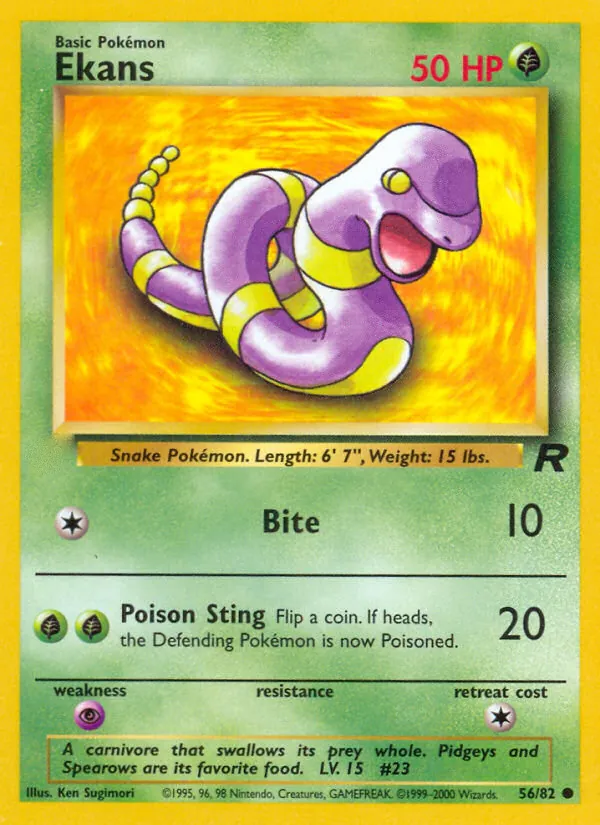 Basic Pokémon
Ekans
50 HP
Snake Pokémon. Length: 6' 7", Weight: 15 lbs.
R
Bite 10
Poison Sting Flip a coin. If heads,
the Defending Pokémon is now Poisoned.
20
weakness resistance retreat cost
A carnivore that swallows its prey whole. Pidgeys and
Spearows are its favorite food. LV. 15 #23
Illus. Ken Sugimori ©1995, 96, 98 Nintendo, Creatures, GAMEFREAK. ©1999-2000 Wizards. 56/82